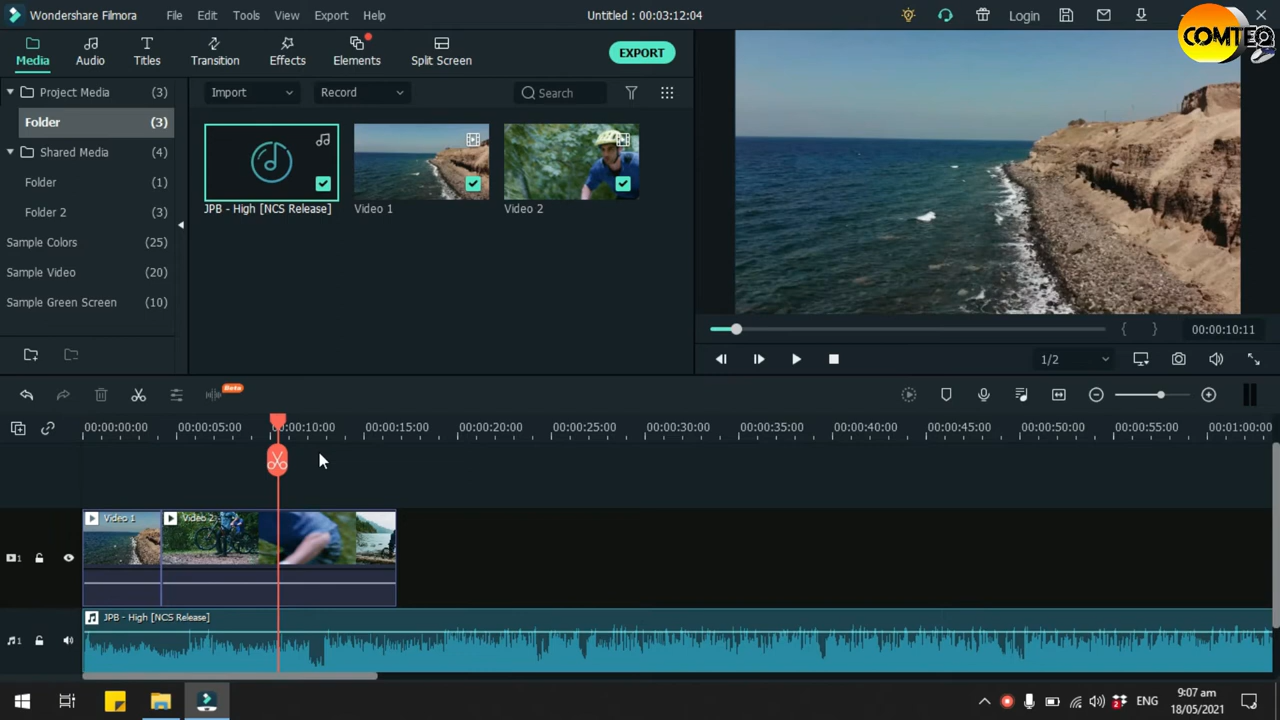 Wondershare Filmora
File
Edit
Tools
View
Export
Help
Untitled : 00:03:12:04
Login
Media
Audio
Titles
Transition
Effects
Elements
Split Screen
EXPORT
Project Media (3)
Folder (3)
Shared Media (4)
Folder (1)
Folder 2 (3)
Sample Colors (25)
Sample Video (20)
Sample Green Screen (10)
Import
Record
Search
JPB - High [NCS Release]
Video 1
Video 2
00:00:10:11
1/2
Beta
00:00:00:00
00:00:05:00
00:00:10:00
00:00:15:00
00:00:20:00
00:00:25:00
00:00:30:00
00:00:35:00
00:00:40:00
00:00:45:00
00:00:50:00
00:00:55:00
00:01:00:00
Video 1
Video 2
1
JPB - High [NCS Release]
1
ENG
9:07 am
18/05/2021
2